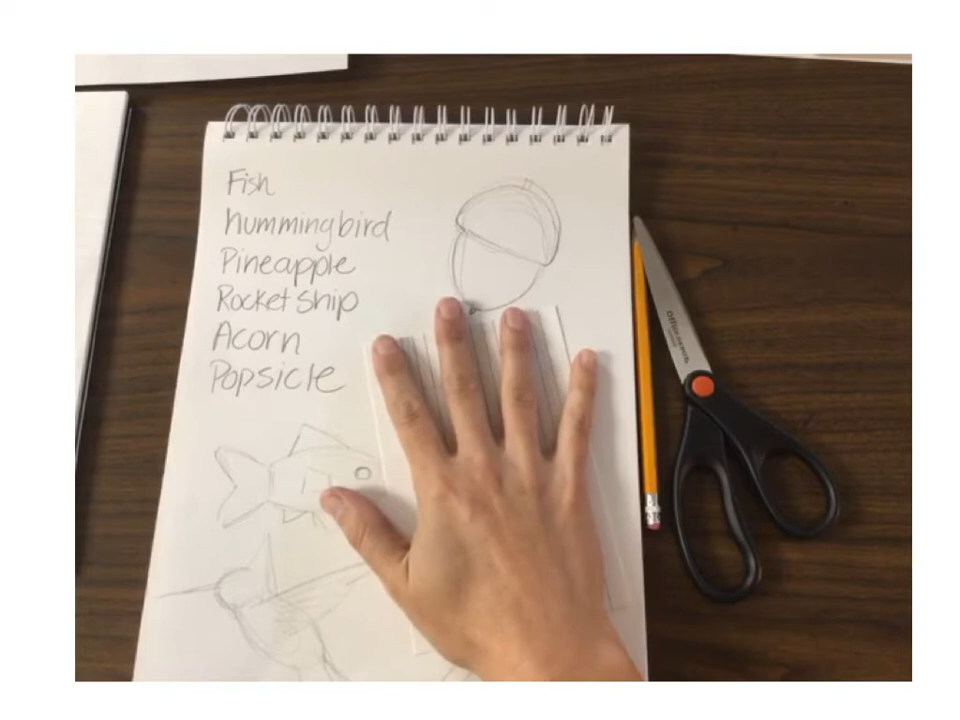 Fish
hummingbird
Pineapple
Rocket Ship
Acorn
Popsicle